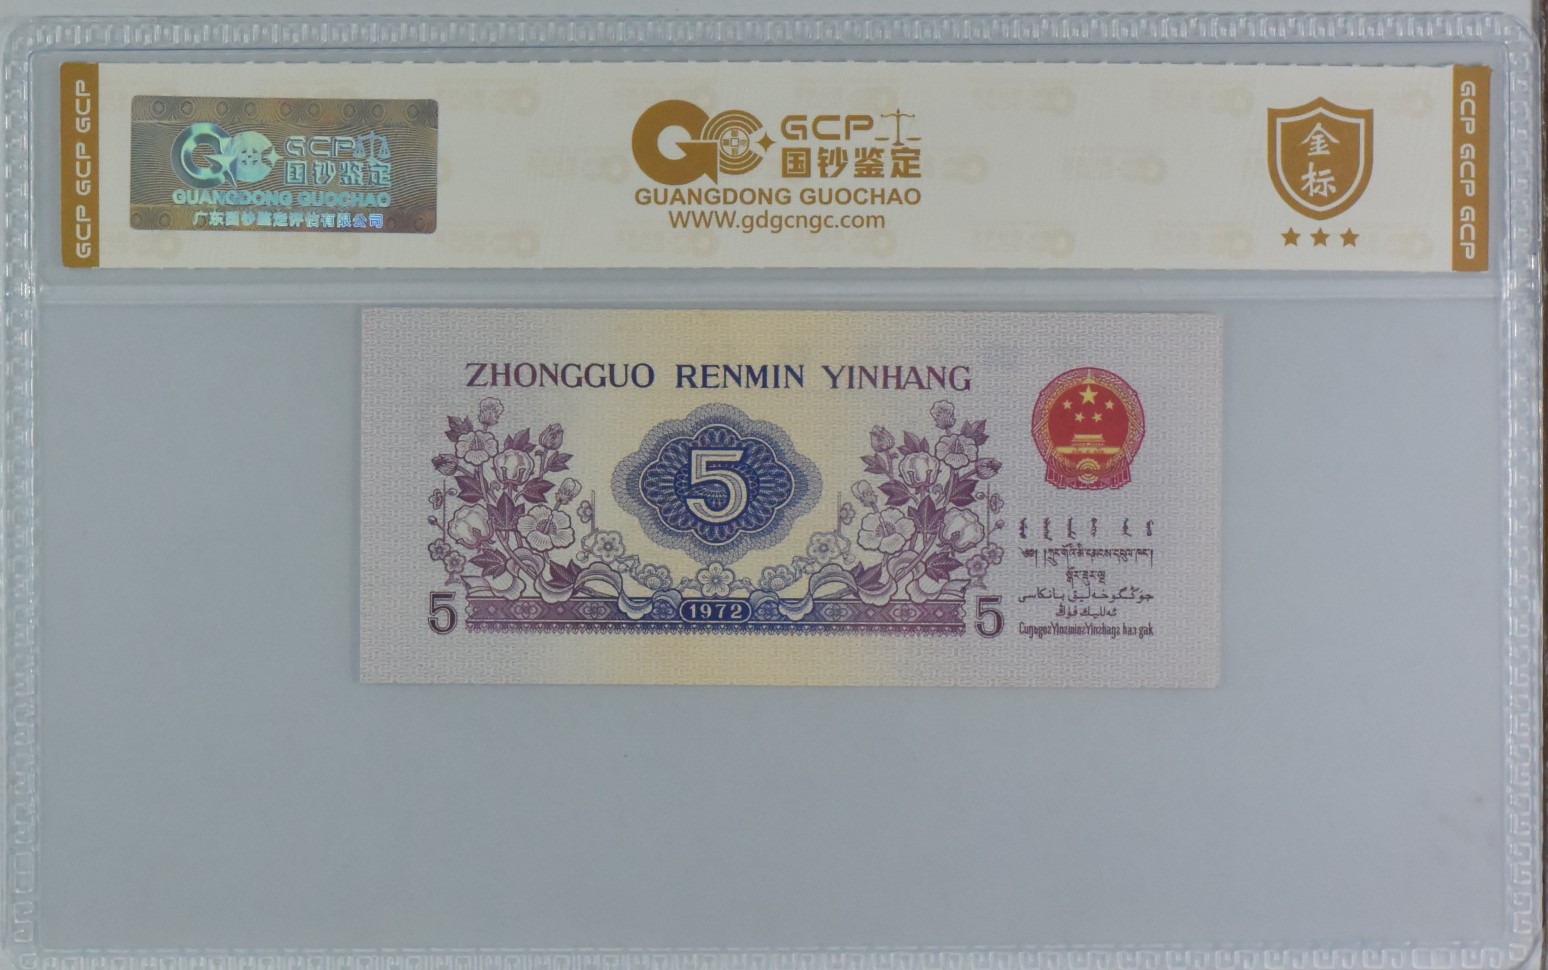 GCP GCP GCP
GCP
国钞鉴定
GUANGDONG GUOCHAO
广东国钞鉴定评估有限公司
GCP
国钞鉴定
GUANGDONG GUOCHAO
WWW.gdgcngc.com
金标
GCP GCP GCP
ZHONGGUO RENMIN YINHANG
5
5
1972
5